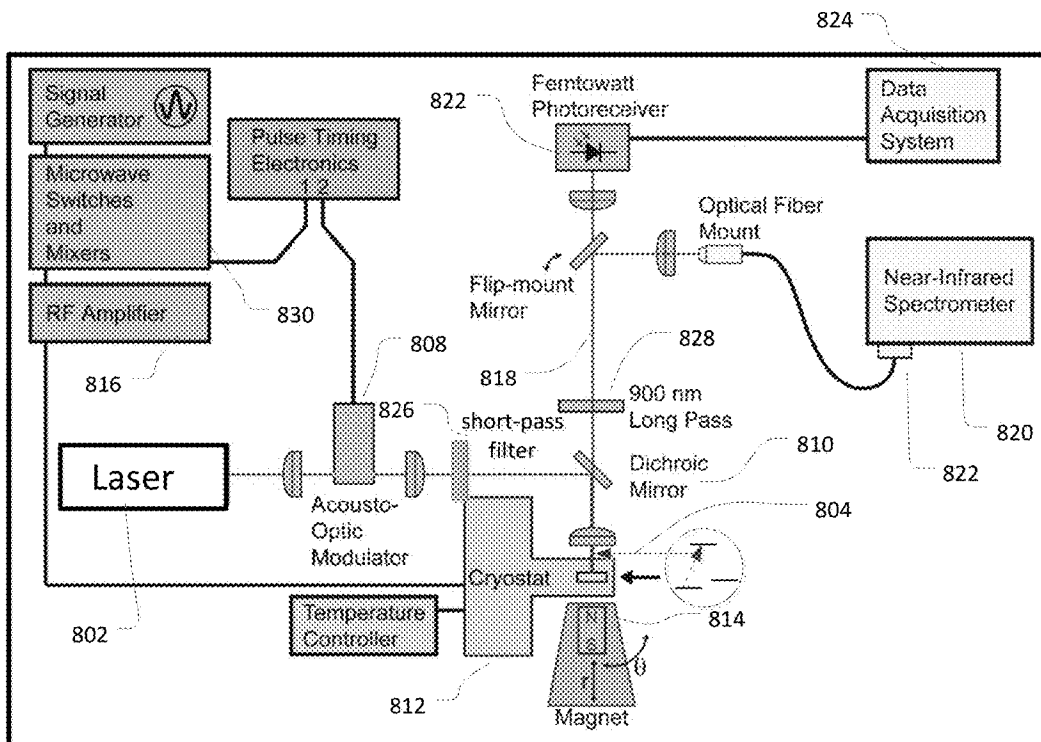 824
Signal
Generator
Femtowatt
Photoreceiver
822
Data
Acquisition
System
Pulse Timing
Electronics
1 2
Microwave
Switches
and
Mixers
Optical Fiber
Mount
Flip-mount
Mirror
Near-Infrared
Spectrometer
RF Amplifier
830
808
828
816
818
826
short-pass
filter
900 nm
Long Pass
820
810
822
Laser
Dichroic
Mirror
Acousto-
Optic
Modulator
804
Cryostat
802
Temperature
Controller
N
S
814
θ
r
812
Magnet